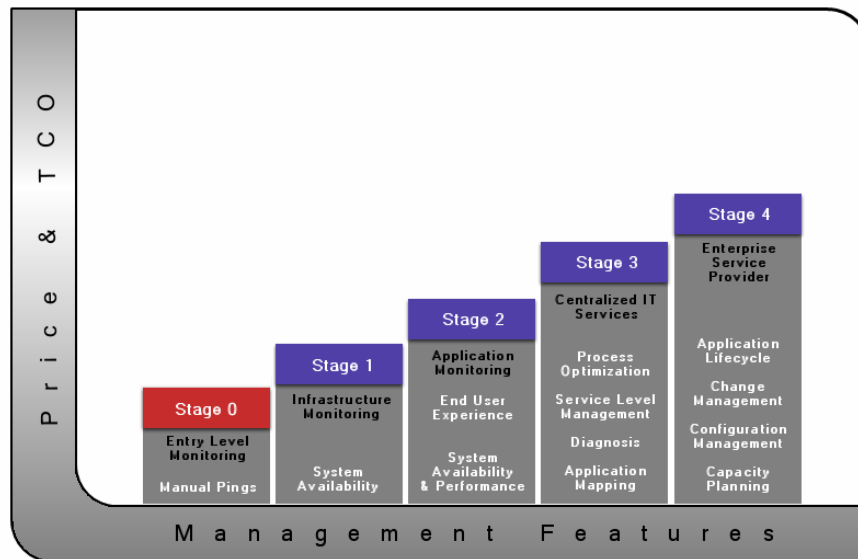 Price & TCO
Stage 0
Entry Level
Monitoring
Manual Pings
Stage 1
Infrastructure
Monitoring
System
Availability
Stage 2
Application
Monitoring
End User
Experience
System
Availability
& Performance
Stage 3
Centralized IT
Services
Process
Optimization
Service Level
Management
Diagnosis
Application
Mapping
Stage 4
Enterprise
Service
Provider
Application
Lifecycle
Change
Management
Configuration
Management
Capacity
Planning
Management Features